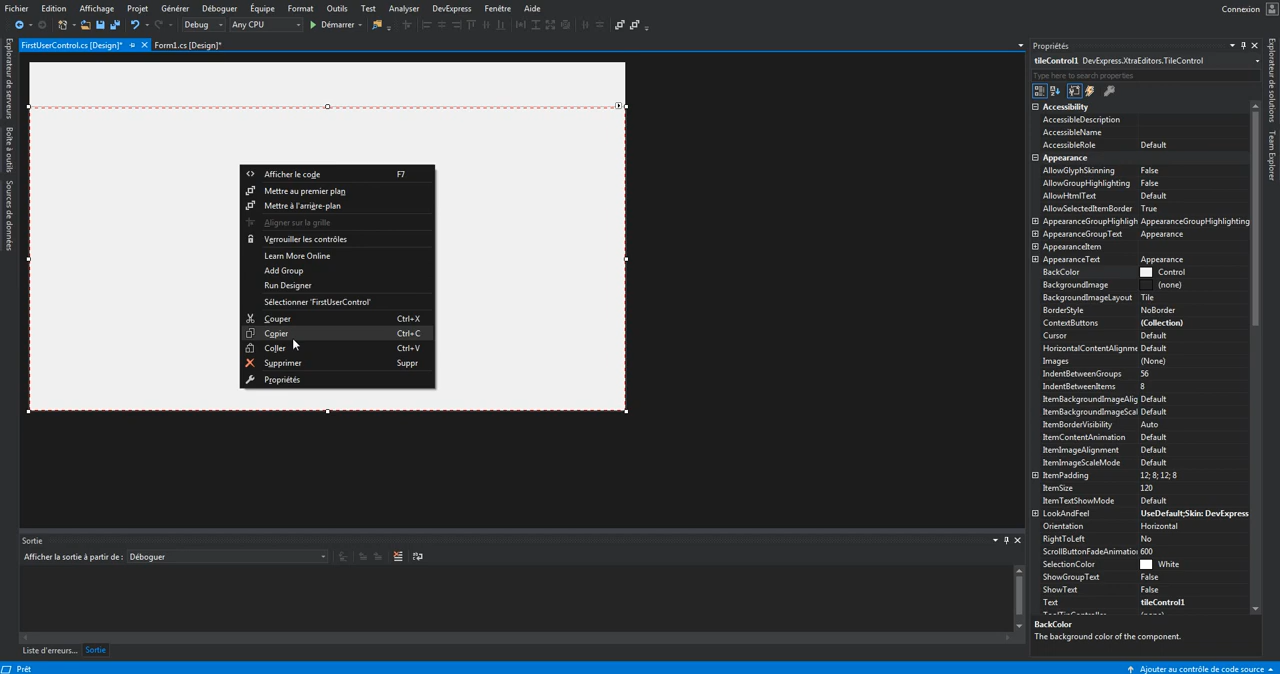 Fichier Edition Affichage Projet Générer Déboguer Équipe Format Outils Test Analyser DevExpress Fenêtre Aide Connexion
Debug Any CPU Démarrer
FirstUserControl.cs [Design]* Form1.cs [Design]*
Explorateur de serveurs
Boîte à outils
Sources de données
Afficher le code F7
Mettre au premier plan
Mettre à l'arrière-plan
Aligner sur la grille
Verrouiller les contrôles
Learn More Online
Add Group
Run Designer
Sélectionner 'FirstUserControl'
Couper Ctrl+X
Copier Ctrl+C
Coller Ctrl+V
Supprimer Suppr
Propriétés
Sortie
Afficher la sortie à partir de : Déboguer
Liste d'erreurs... Sortie
Prêt
Ajouter au contrôle de code source
Propriétés
tileControl1 DevExpress.XtraEditors.TileControl
Type here to search properties
Accessibility
AccessibleDescription
AccessibleName
AccessibleRole Default
Appearance
AllowGlyphSkinning False
AllowGroupHighlighting False
AllowHtmlText Default
AllowSelectedItemBorder True
AppearanceGroupHighligh AppearanceGroupHighlighting
AppearanceGroupText Appearance
AppearanceItem
AppearanceText Appearance
BackColor Control
BackgroundImage (none)
BackgroundImageLayout Tile
BorderStyle NoBorder
ContextButtons (Collection)
Cursor Default
HorizontalContentAlignme Default
Images (None)
IndentBetweenGroups 56
IndentBetweenItems 8
ItemBackgroundImageAlig Default
ItemBackgroundImageScal Default
ItemBorderVisibility Auto
ItemContentAnimation Default
ItemImageAlignment Default
ItemImageScaleMode Default
ItemPadding 12; 8; 12; 8
ItemSize 120
ItemTextShowMode Default
LookAndFeel UseDefault;Skin: DevExpress
Orientation Horizontal
RightToLeft No
ScrollButtonFadeAnimation 600
SelectionColor White
ShowGroupText False
ShowText False
Text tileControl1
BackColor
The background color of the component.
Explorateur de solutions
Team Explorer